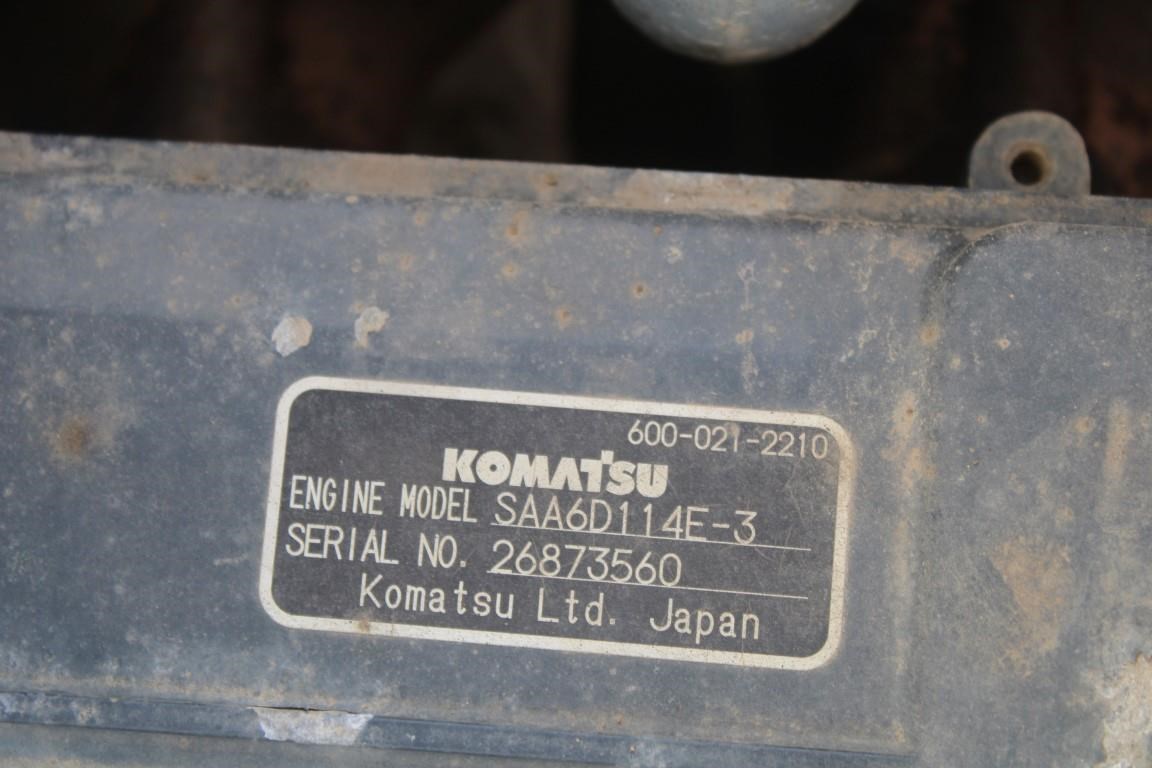 600-021-2210
KOMATSU
ENGINE MODEL SAA6D114E-3
SERIAL NO. 26873560
Komatsu Ltd. Japan